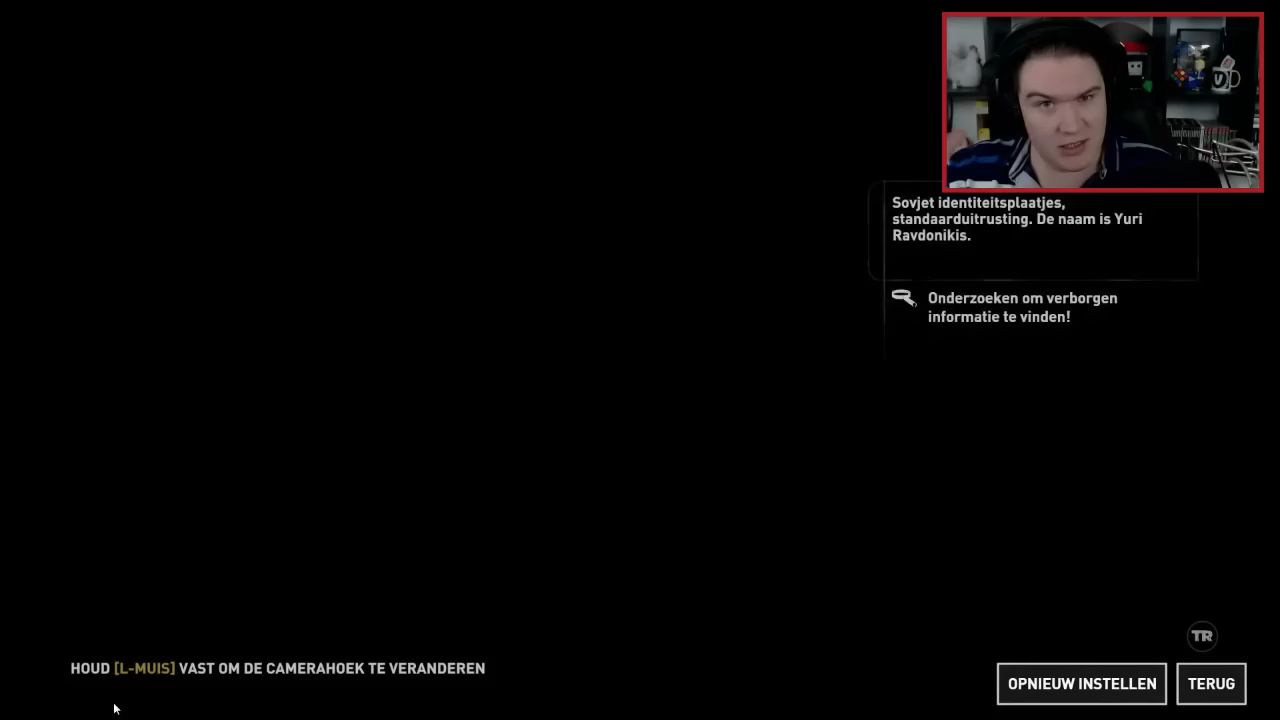 Sovjet identiteitsplaatjes,
standaarduitrusting. De naam is Yuri
Ravdonikis.
Onderzoeken om verborgen
informatie te vinden!
TR
HOUD [L-MUIS] VAST OM DE CAMERAHOEK TE VERANDEREN
OPNIEUW INSTELLEN
TERUG